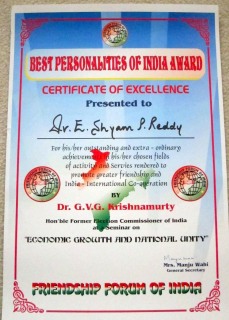 BEST PERSONALITIES OF INDIA AWARD
CERTIFICATE OF EXCELLENCE
Presented to
Dr. E. Shyam P. Reddy
For his/her outstanding and extra - ordinary
achievement in his/her chosen fields
of activity and Servies rendered to
promote greater friendship and
India - International Co-operation
BY
Dr. G.V.G. Krishnamurty
Hon'ble Former Election Commissioner of India
at a Seminar on
"ECONOMIC GROWTH AND NATIONAL UNITY"
Mrs. Manju Wahi
General Secretary
FRIENDSHIP FORUM OF INDIA